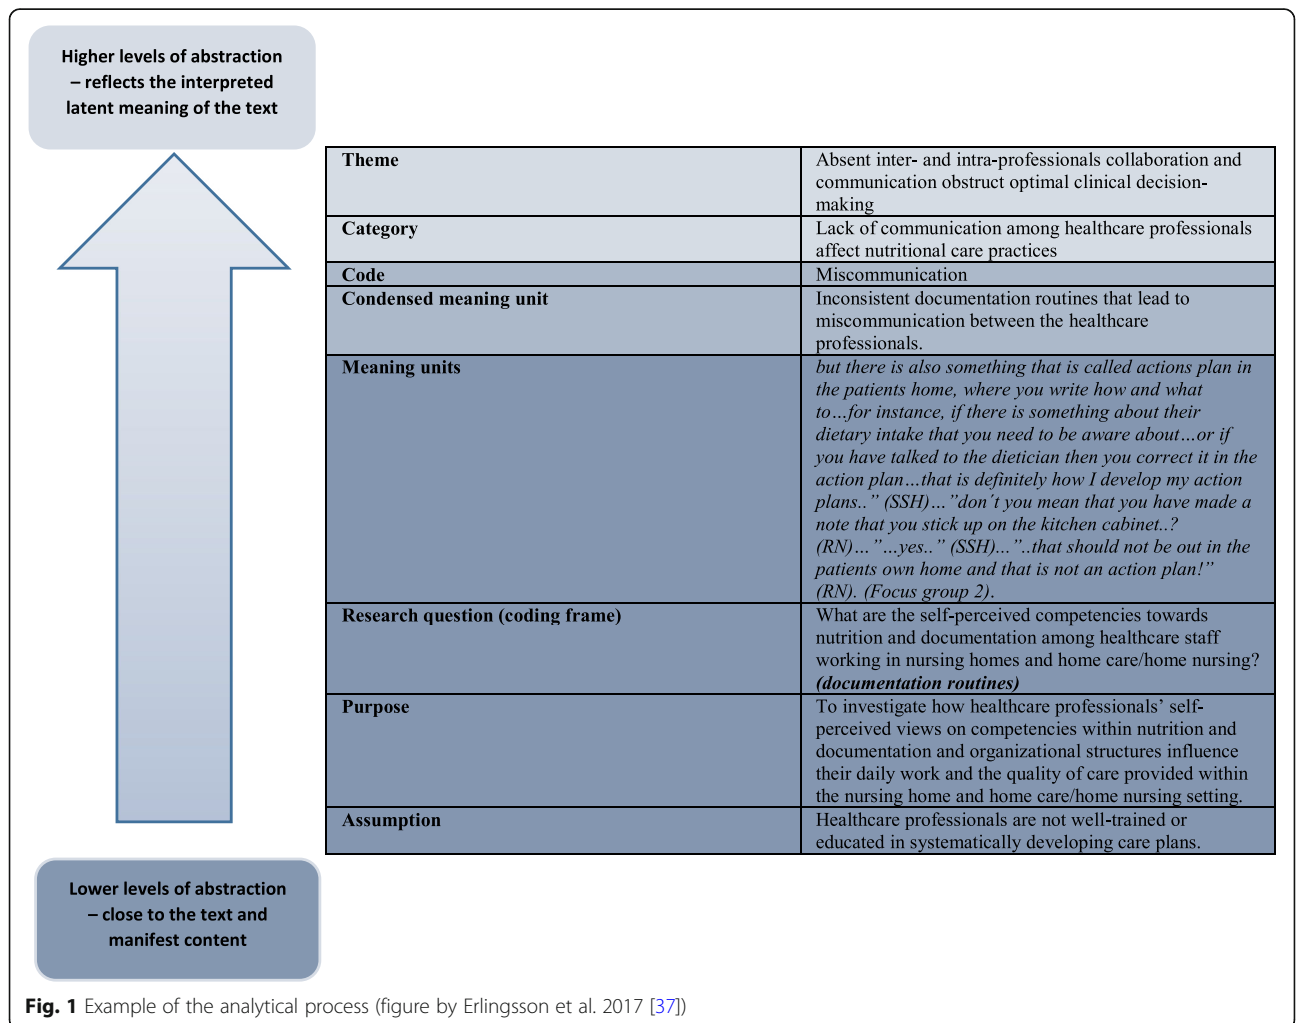 Higher levels of abstraction
– reflects the interpreted
latent meaning of the text
Theme
Absent inter- and intra-professionals collaboration and
communication obstruct optimal clinical decision-
making
Category
Lack of communication among healthcare professionals
affect nutritional care practices
Code
Miscommunication
Condensed meaning unit
Inconsistent documentation routines that lead to
miscommunication between the healthcare
professionals.
Meaning units
but there is also something that is called actions plan in
the patients home, where you write how and what
to…for instance, if there is something about their
dietary intake that you need to be aware about…or if
you have talked to the dietician then you correct it in the
action plan…that is definitely how I develop my action
plans..” (SSH)…”don´t you mean that you have made a
note that you stick up on the kitchen cabinet..?
(RN)…”…yes..” (SSH)...”..that should not be out in the
patients own home and that is not an action plan!”
(RN). (Focus group 2).
Research question (coding frame)
What are the self-perceived competencies towards
nutrition and documentation among healthcare staff
working in nursing homes and home care/home nursing?
(documentation routines)
Purpose
To investigate how healthcare professionals’ self-
perceived views on competencies within nutrition and
documentation and organizational structures influence
their daily work and the quality of care provided within
the nursing home and home care/home nursing setting.
Assumption
Healthcare professionals are not well-trained or
educated in systematically developing care plans.
Lower levels of abstraction
– close to the text and
manifest content
Fig. 1 Example of the analytical process (figure by Erlingsson et al. 2017 [37])